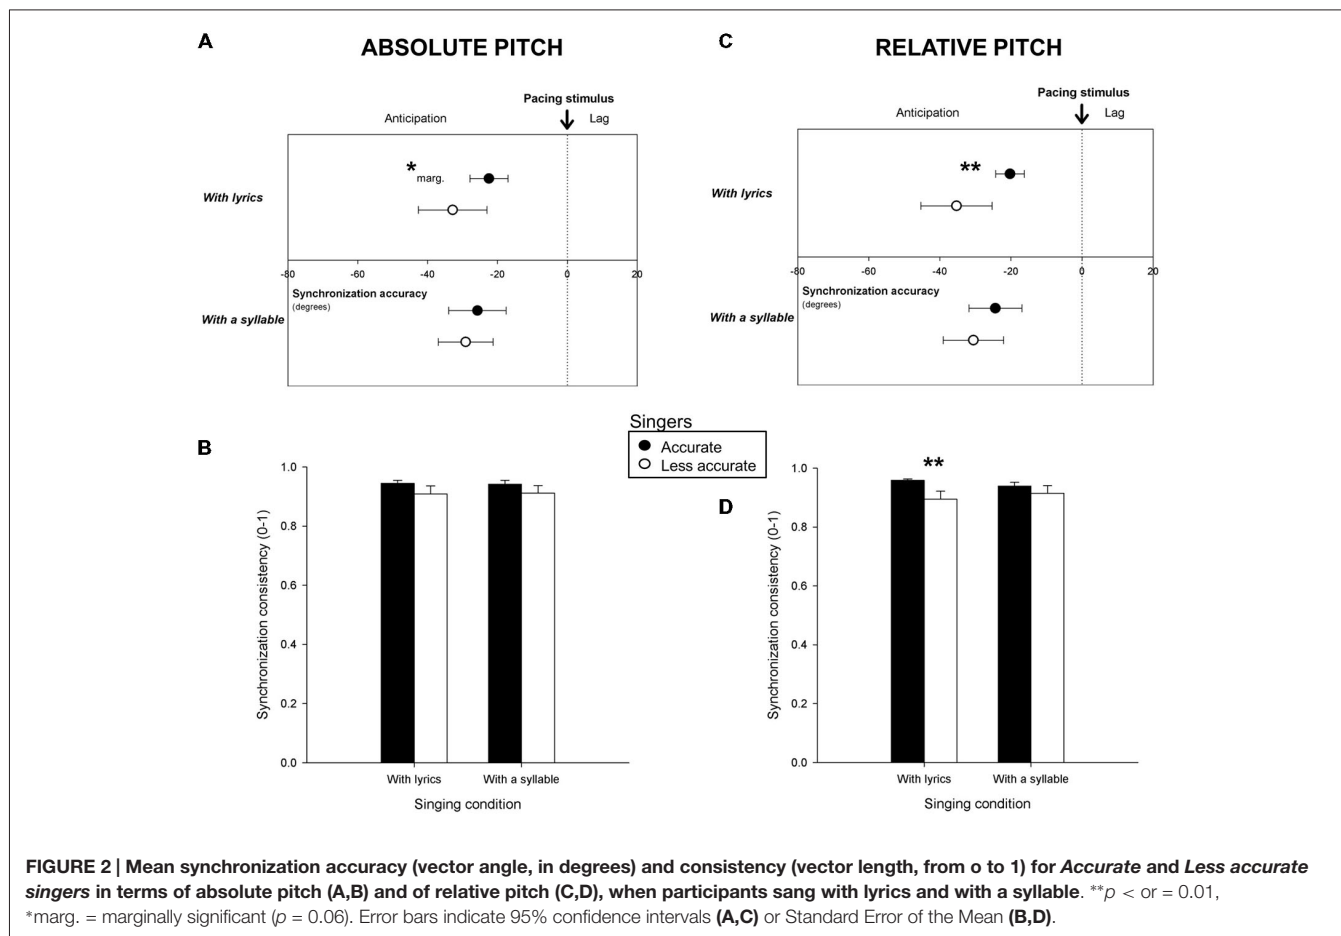 A
ABSOLUTE PITCH
Pacing stimulus
Anticipation
Lag
With lyrics
*
marg.
-80
-60
-40
-20
0
20
Synchronization accuracy
(degrees)
With a syllable
C
RELATIVE PITCH
Pacing stimulus
Anticipation
Lag
With lyrics
**
-80
-60
-40
-20
0
20
Synchronization accuracy
(degrees)
With a syllable
Singers
Accurate
Less accurate
B
Synchronization consistency (0-1)
1.0
0.8
0.6
0.4
0.2
0.0
With lyrics
With a syllable
Singing condition
D
Synchronization consistency (0-1)
**
1.0
0.8
0.6
0.4
0.2
0.0
With lyrics
With a syllable
Singing condition
FIGURE 2 | Mean synchronization accuracy (vector angle, in degrees) and consistency (vector length, from o to 1) for Accurate and Less accurate
singers in terms of absolute pitch (A,B) and of relative pitch (C,D), when participants sang with lyrics and with a syllable. **p < or = 0.01,
*marg. = marginally significant (p = 0.06). Error bars indicate 95% confidence intervals (A,C) or Standard Error of the Mean (B,D).